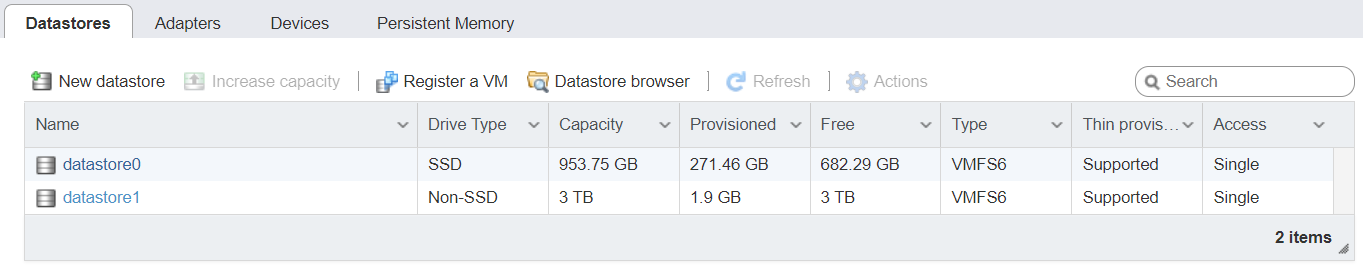 Datastores Adapters Devices Persistent Memory
New datastore Increase capacity Register a VM Datastore browser Refresh Actions Search
Name Drive Type Capacity Provisioned Free Type Thin provis... Access
datastore0 SSD 953.75 GB 271.46 GB 682.29 GB VMFS6 Supported Single
datastore1 Non-SSD 3 TB 1.9 GB 3 TB VMFS6 Supported Single
2 items